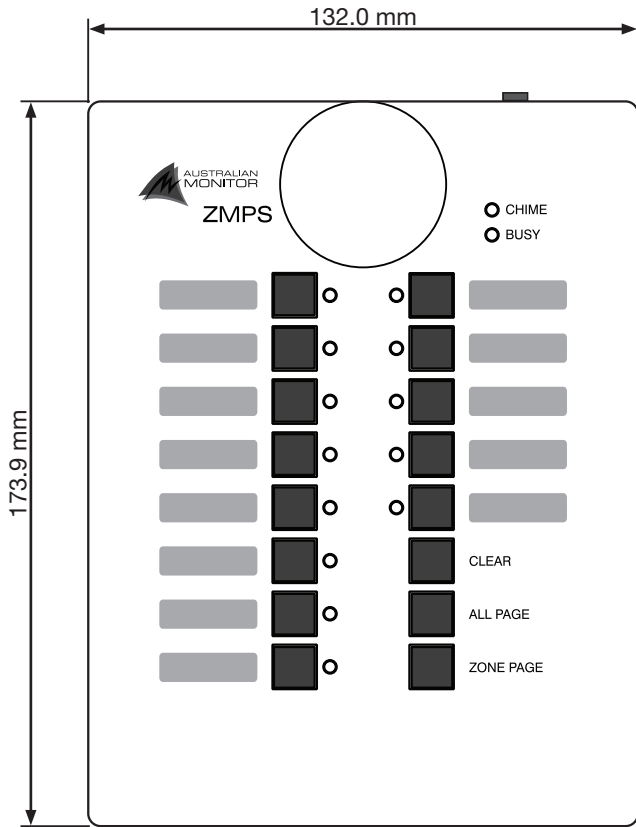 132.0 mm
173.9 mm
AUSTRALIAN
MONITOR
ZMPS
CHIME
BUSY
CLEAR
ALL PAGE
ZONE PAGE